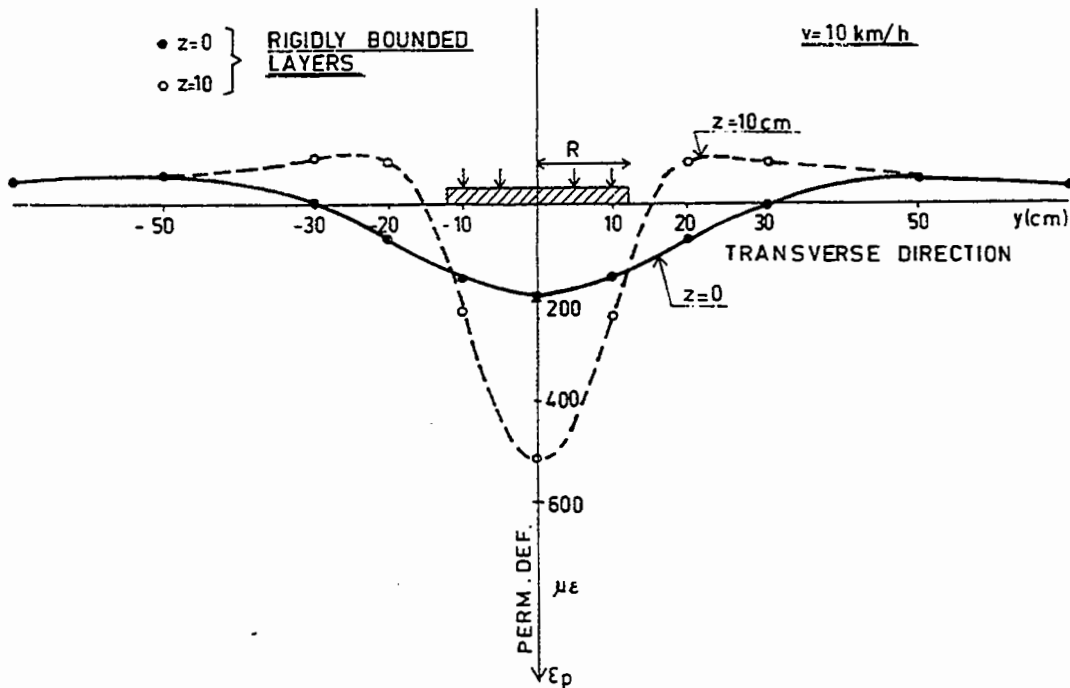 • z=0
○ z=10
RIGIDLY BOUNDED
LAYERS
v=10 km/h
z=10cm
R
-50
-30
-20
-10
10
20
30
50
y(cm)
TRANSVERSE DIRECTION
z=0
200
400
600
PERM. DEF.
με
εp